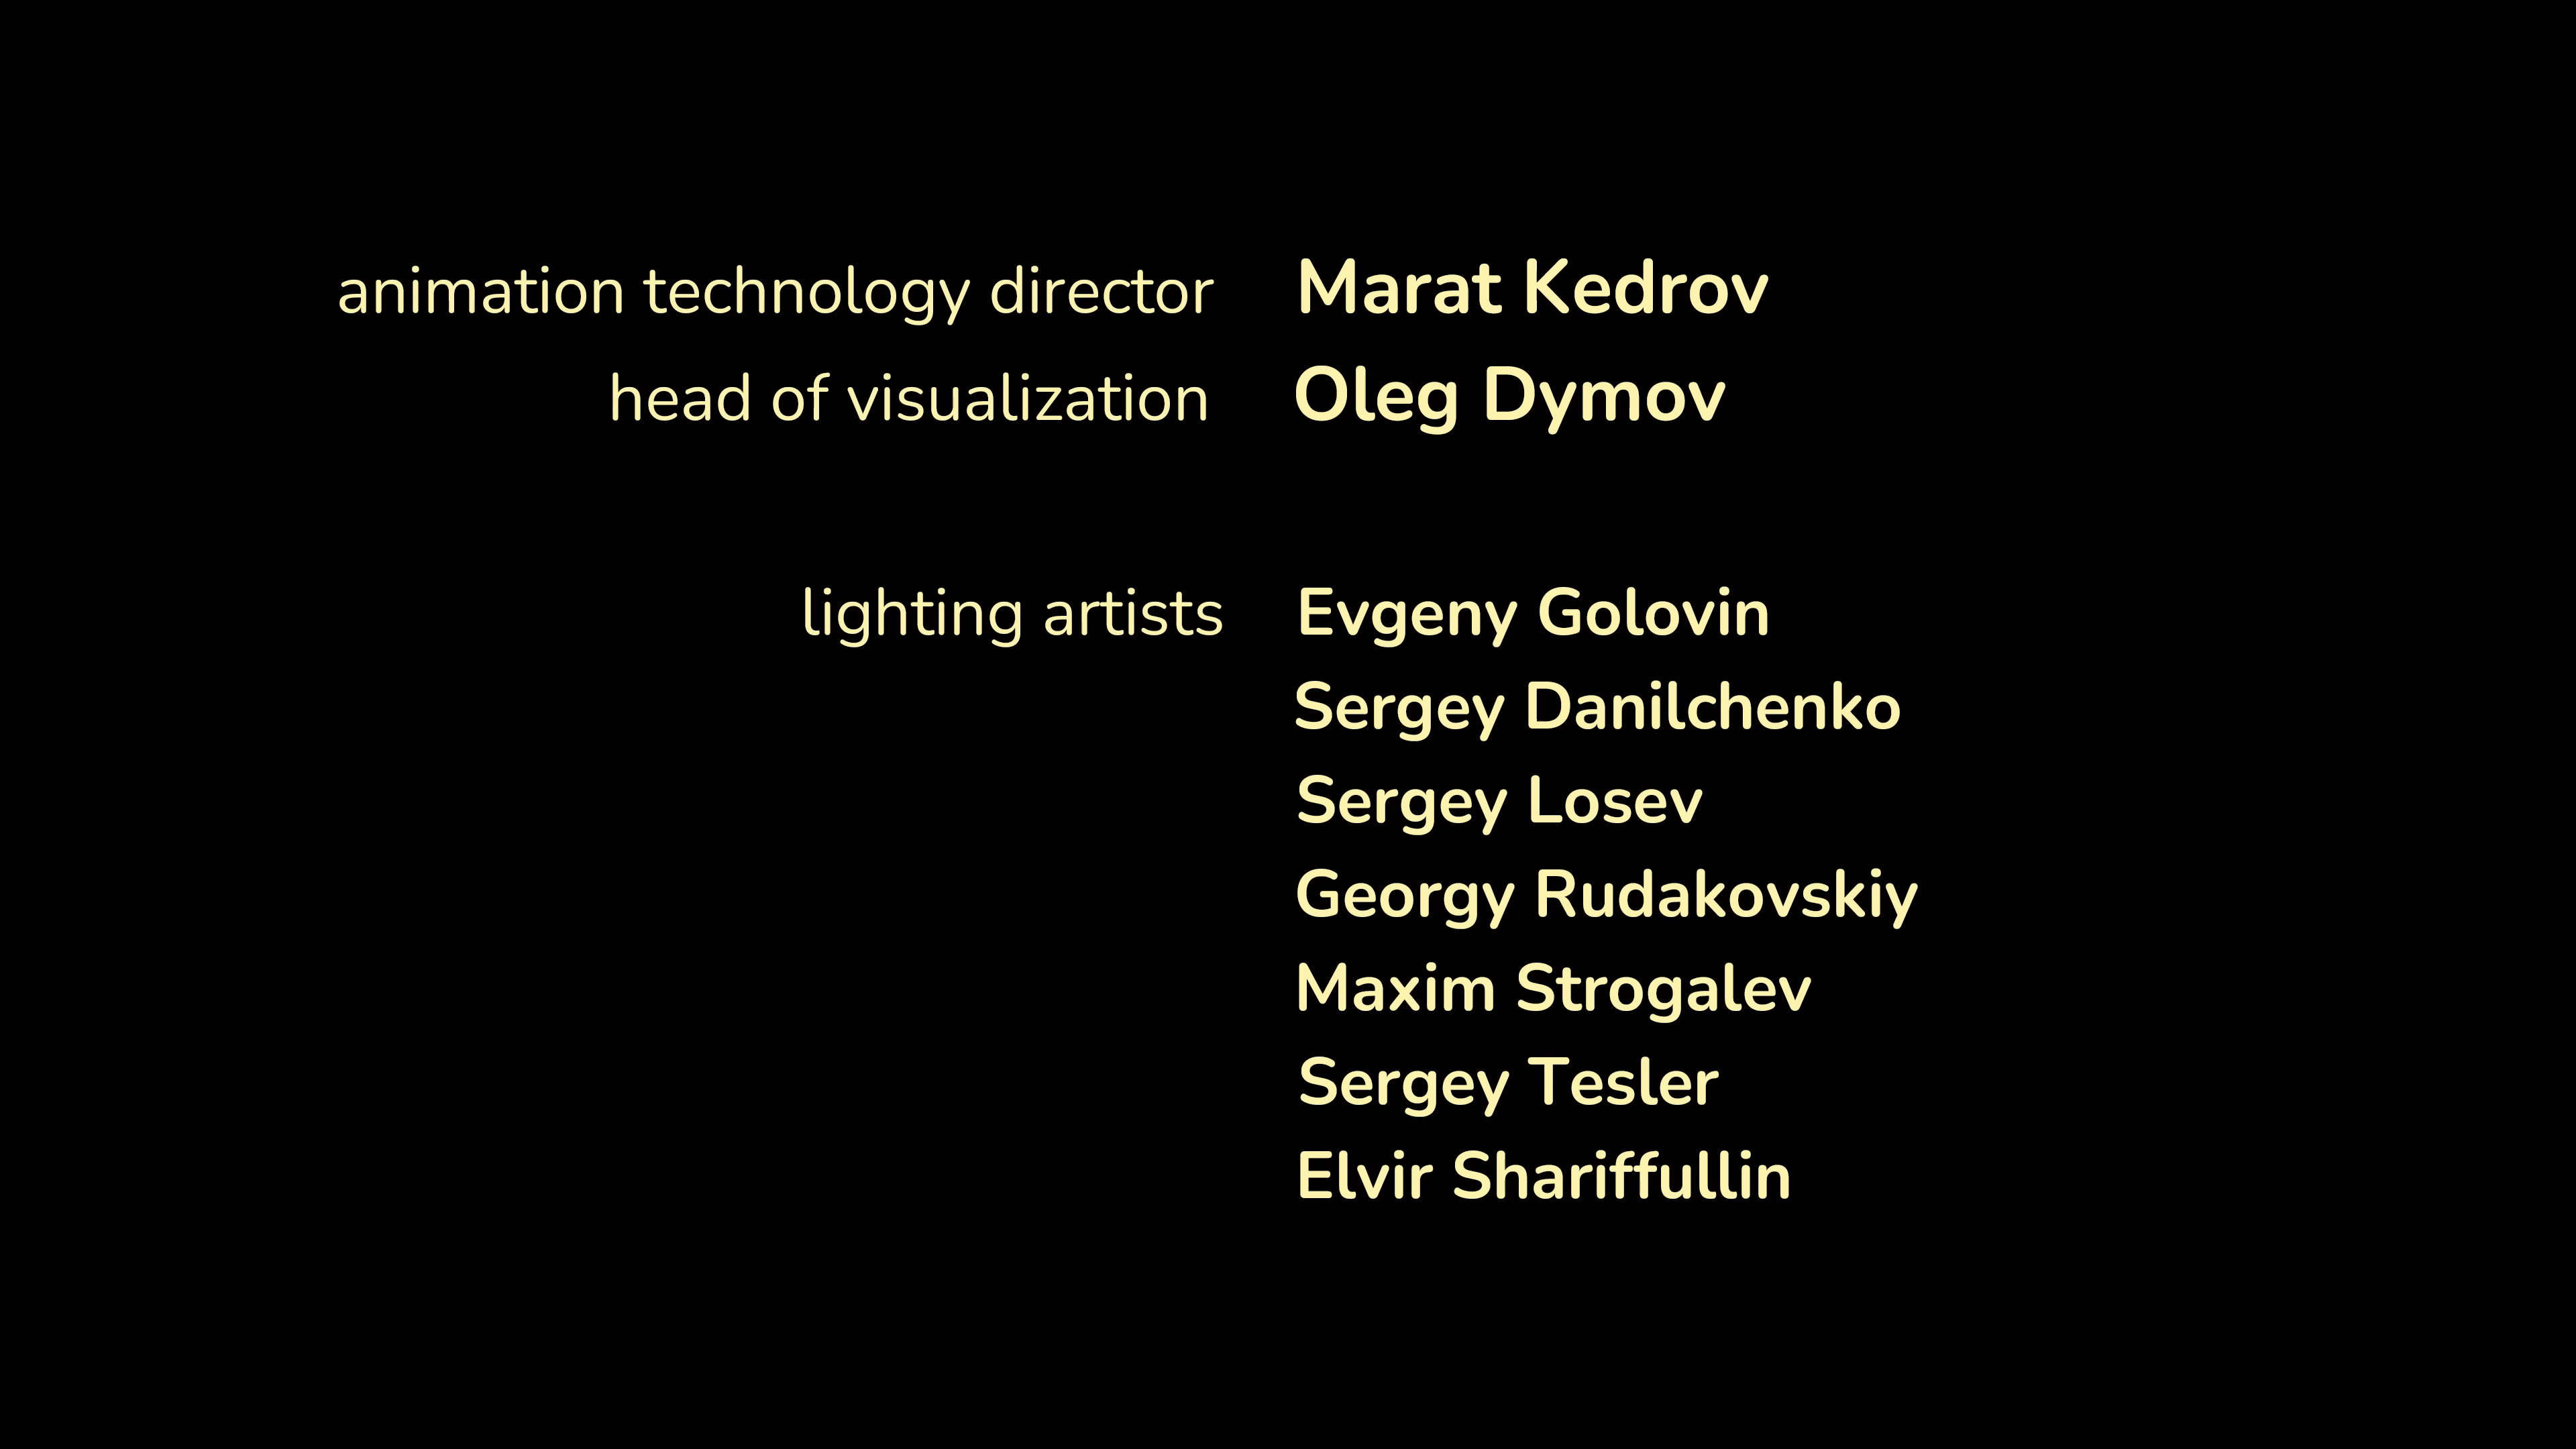 animation technology director Marat Kedrov
head of visualization Oleg Dymov
lighting artists Evgeny Golovin
Sergey Danilchenko
Sergey Losev
Georgy Rudakovskiy
Maxim Strogalev
Sergey Tesler
Elvir Shariffullin